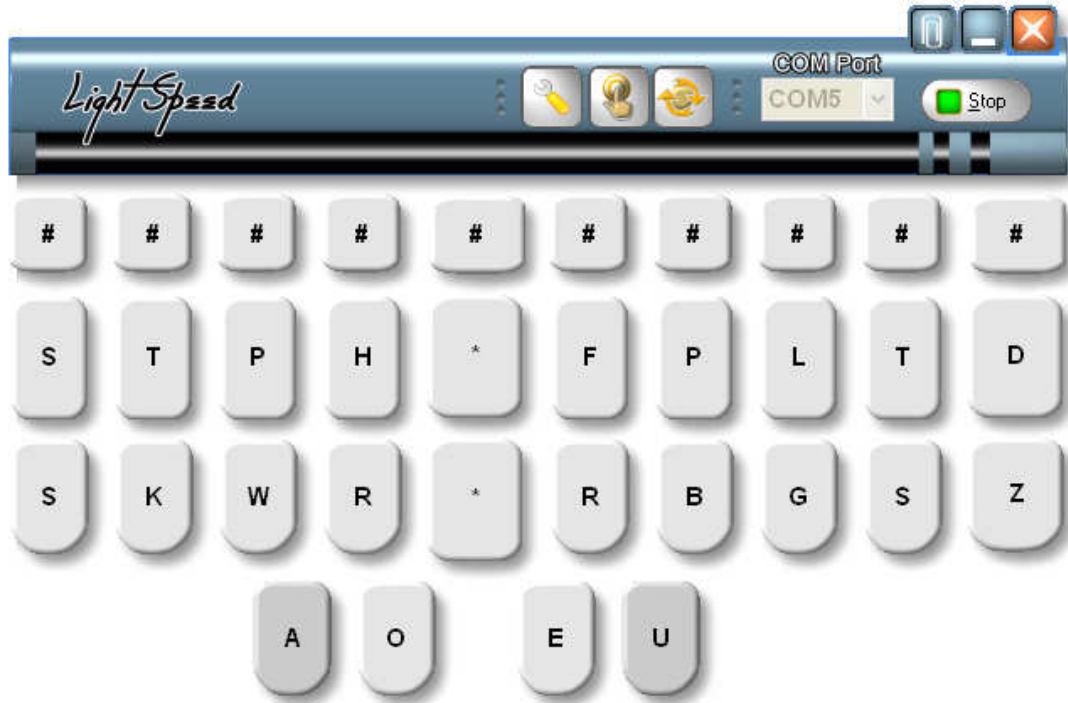 COM Port
Light Speed COM5 Stop
# # # # # # # # # #
S T P H * F P L T D
S K W R * R B G S Z
A O E U